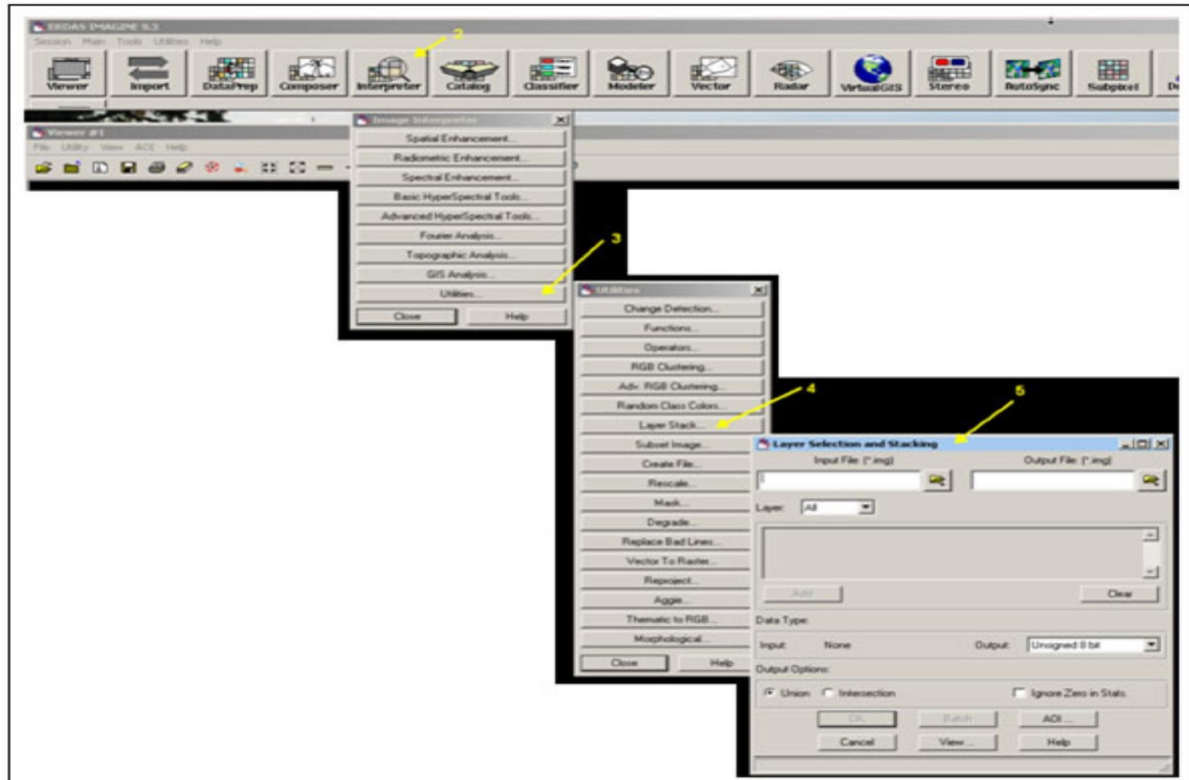 ERDAS IMAGINE 9.3
Session Main Tools Utilities Help
2
Viewer Import DataPrep Composer Interpreter Catalog Classifier Modeler Vector Radar VirtualGIS Stereo AutoSync Subpixel
Viewer #1
File Utility View AOI Help
Image Interpreter
Spatial Enhancement...
Radiometric Enhancement...
Spectral Enhancement...
Basic HyperSpectral Tools...
Advanced HyperSpectral Tools...
Fourier Analysis...
Topographic Analysis...
GIS Analysis...
Utilities...
Close Help
3
Utilities
Change Detection...
Functions...
Operators...
RGB Clustering...
Adv. RGB Clustering...
Random Class Colors...
Layer Stack...
Subset Image...
Create File...
Rescale...
Mask...
Degrade...
Replace Bad Lines...
Vector To Raster...
Reproject...
Aggie...
Thematic to RGB...
Morphological...
Close Help
4
5
Layer Selection and Stacking
Input File: (*.img) Output File: (*.img)
Layer: All
Add Clear
Data Type:
Input: None Output: Unsigned 8 bit
Output Options:
Union Intersection Ignore Zero in Stats.
OK Batch AOI ...
Cancel View ... Help